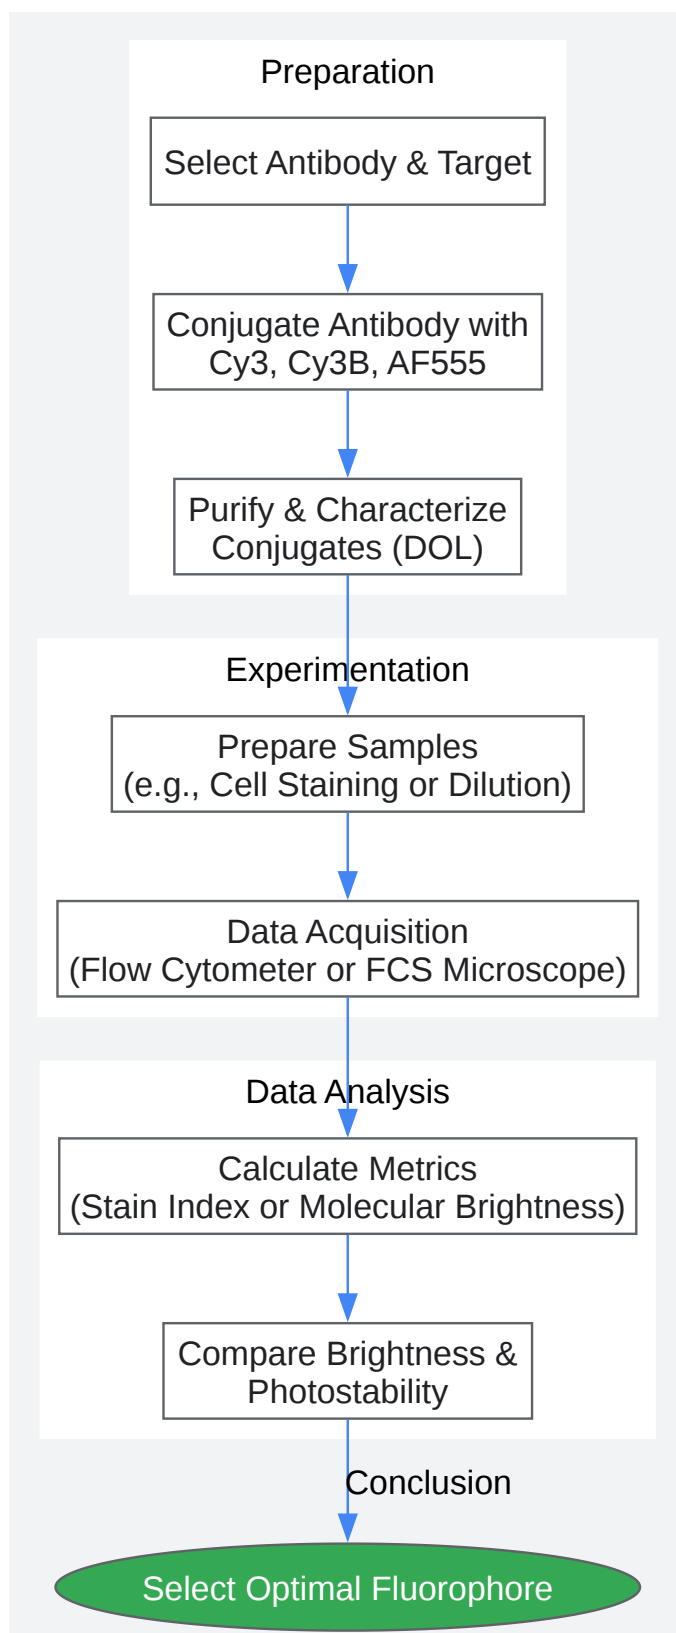 Preparation
Select Antibody & Target
Conjugate Antibody with
Cy3, Cy3B, AF555
Purify & Characterize
Conjugates (DOL)
Experimentation
Prepare Samples
(e.g., Cell Staining or Dilution)
Data Acquisition
(Flow Cytometer or FCS Microscope)
Data Analysis
Calculate Metrics
(Stain Index or Molecular Brightness)
Compare Brightness &
Photostability
Conclusion
Select Optimal Fluorophore